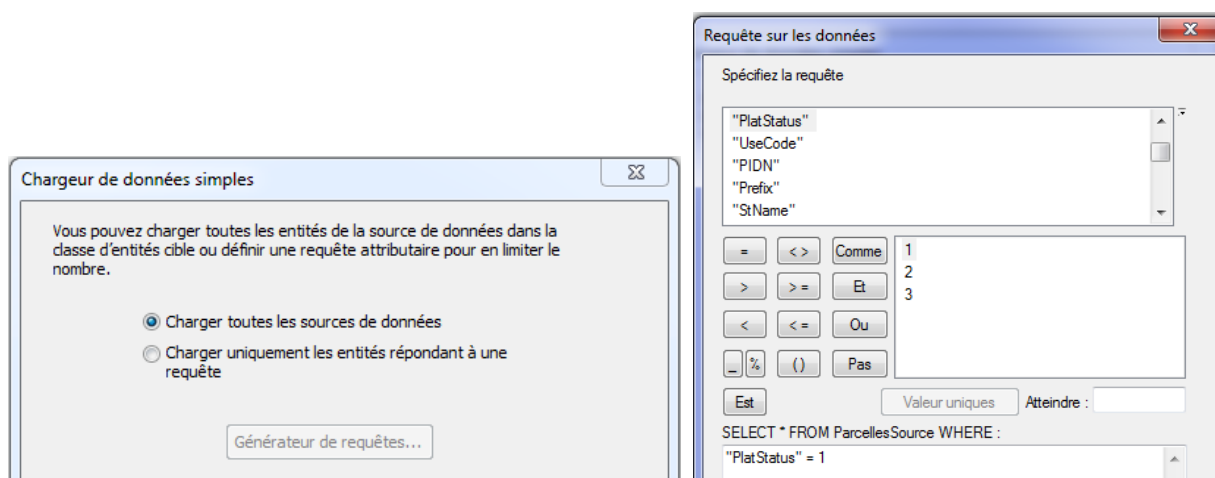 Chargeur de données simples
Vous pouvez charger toutes les entités de la source de données dans la
classe d'entités cible ou définir une requête attributaire pour en limiter le
nombre.
Charger toutes les sources de données
Charger uniquement les entités répondant à une
requête
Générateur de requêtes...
Requête sur les données
Spécifiez la requête
"PlatStatus"
"UseCode"
"PIDN"
"Prefix"
"StName"
= < > Comme
> > = Et
< < = Ou
_ % () Pas
1
2
3
Est Valeur uniques Atteindre :
SELECT * FROM ParcellesSource WHERE :
"PlatStatus" = 1